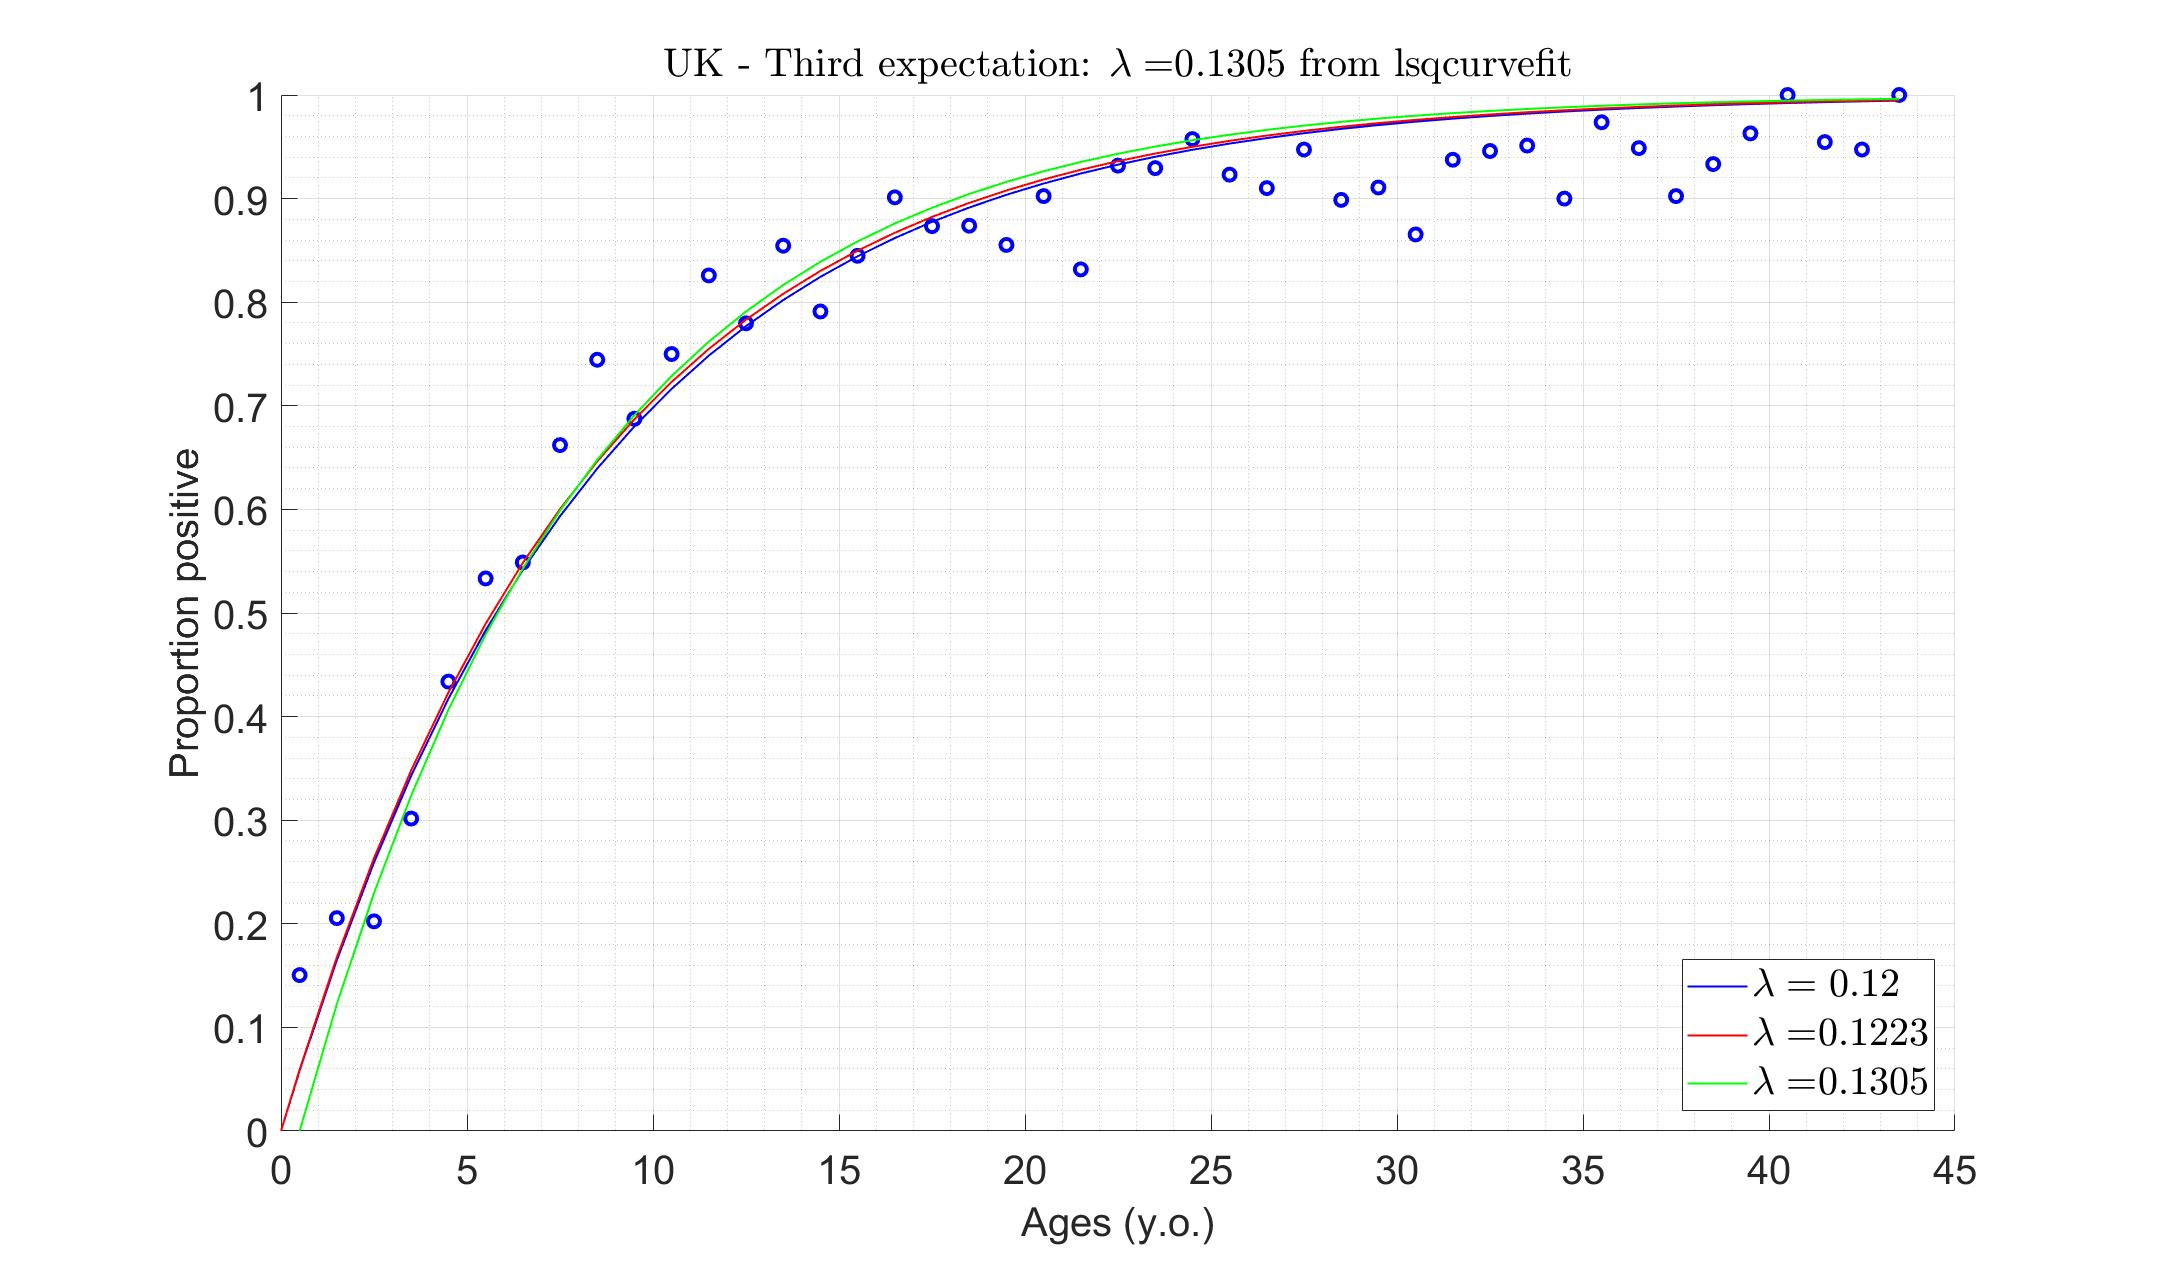 UK - Third expectation: λ =0.1305 from lsqcurvefit
1
0.9
0.8
0.7
0.6
0.5
0.4
0.3
0.2
0.1
0
Proportion positive
λ = 0.12
λ =0.1223
λ =0.1305
0 5 10 15 20 25 30 35 40 45
Ages (y.o.)